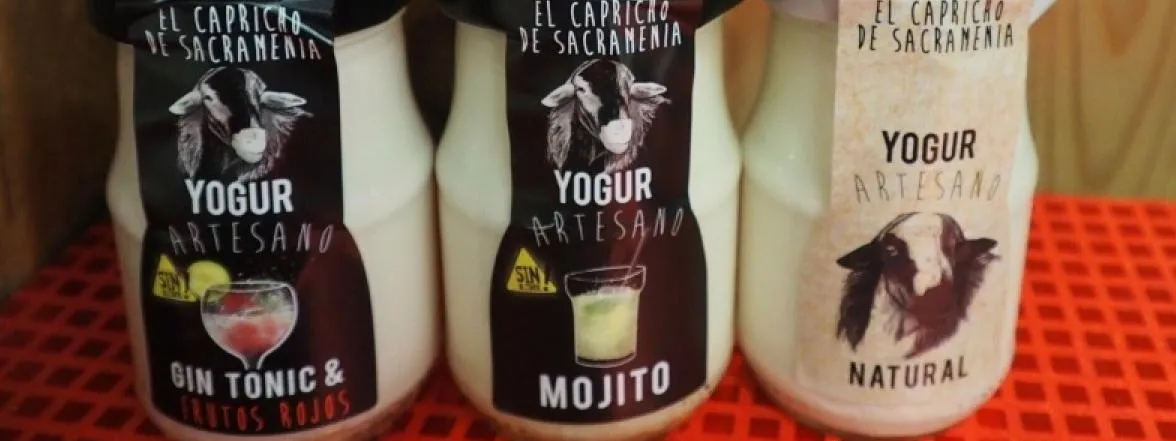 EL CAPRICHO
DE SACRAMENIA
YOGUR
ARTESANO
SIN !
GIN TONIC &
FRUTOS ROJOS
EL CAPRICHO
DE SACRAMENIA
YOGUR
ARTESANO
SIN !
MOJITO
EL CAPRICHO
DE SACRAMENIA
YOGUR
ARTESANO
NATURAL